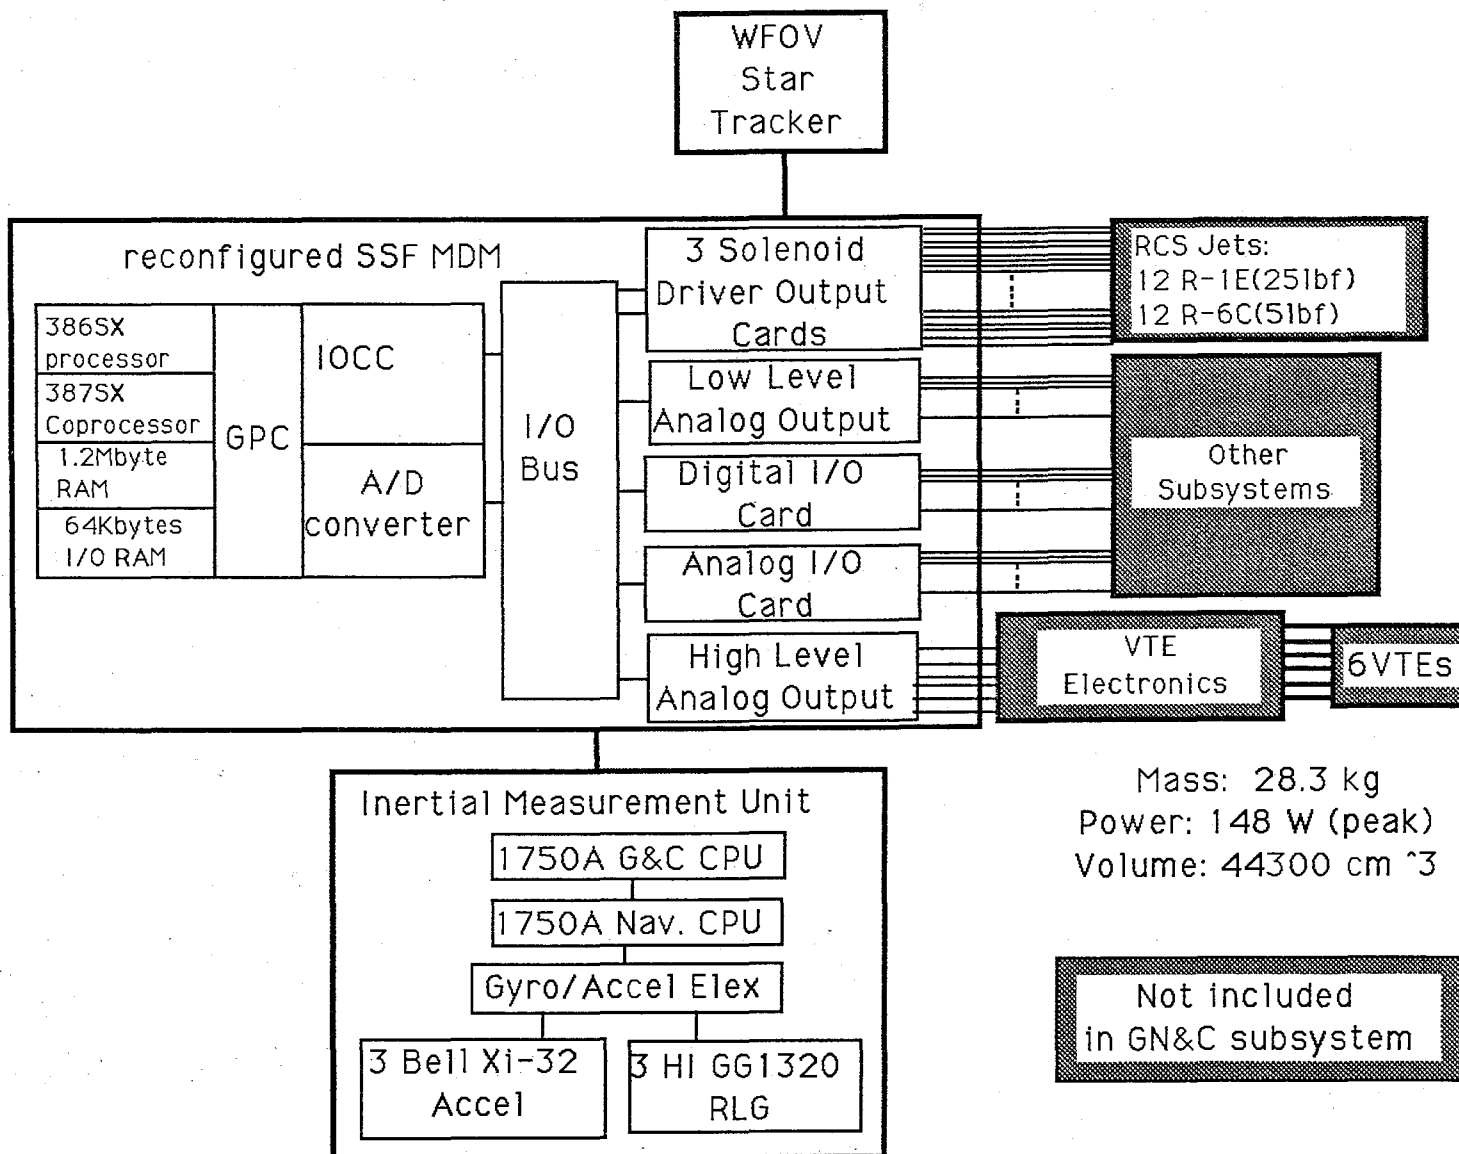 WFOV
Star
Tracker
reconfigured SSF MDM
386SX
processor
387SX
Coprocessor
1.2Mbyte
RAM
64Kbytes
I/O RAM
GPC
IOCC
A/D
converter
I/O
Bus
3 Solenoid
Driver Output
Cards
Low Level
Analog Output
Digital I/O
Card
Analog I/O
Card
High Level
Analog Output
RCS Jets:
12 R-1E(25lbf)
12 R-6C(5lbf)
Other
Subsystems
VTE
Electronics
6VTEs
Inertial Measurement Unit
1750A G&C CPU
1750A Nav. CPU
Gyro/Accel Elex
3 Bell Xi-32
Accel
3 HI GG1320
RLG
Mass: 28.3 kg
Power: 148 W (peak)
Volume: 44300 cm ^3
Not included
in GN&C subsystem